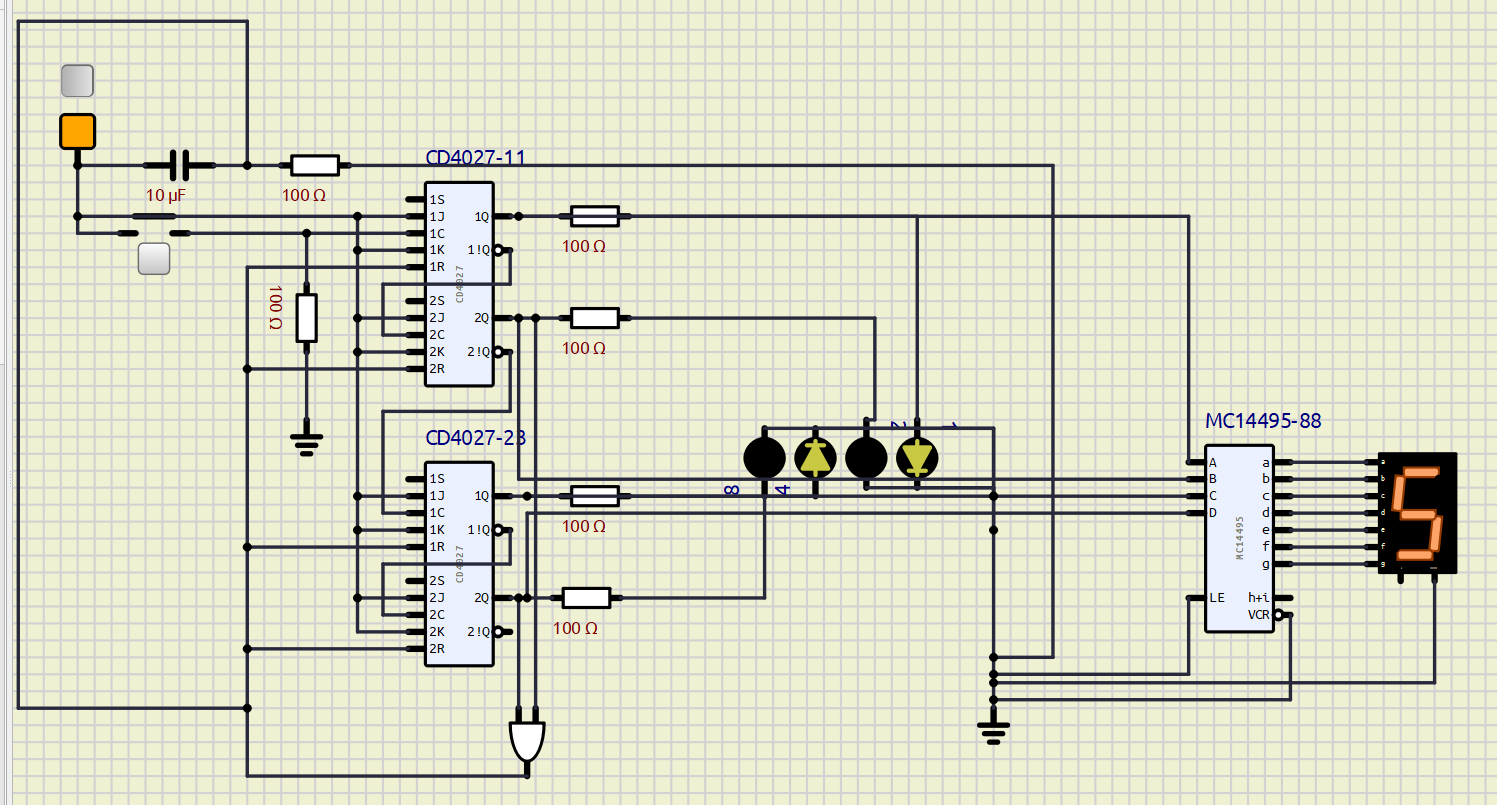 10 µF
100 Ω
CD4027-11
1S
1J
1C
1K
1R
2S
2J
2C
2K
2R
1Q
1!Q
2Q
2!Q
CD4027
100 Ω
100 Ω
100 Ω
CD4027-23
1S
1J
1C
1K
1R
2S
2J
2C
2K
2R
1Q
1!Q
2Q
2!Q
CD4027
100 Ω
100 Ω
8
4
2
1
MC14495-88
A
B
C
D
LE
a
b
c
d
e
f
g
h+i
VCR
MC14495
a
b
c
d
e
f
g
5